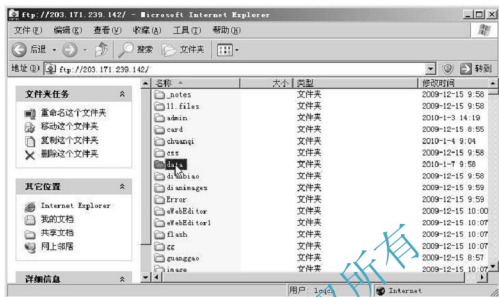 ftp://203.171.239.142/ - Microsoft Internet Explorer
文件(F) 编辑(E) 查看(V) 收藏(A) 工具(T) 帮助(H)
后退 搜索 文件夹
地址(D) ftp://203.171.239.142/ 转到
文件夹任务
重命名这个文件夹
移动这个文件夹
复制这个文件夹
删除这个文件夹
其它位置
Internet Explorer
我的文档
共享文档
网上邻居
详细信息
名称 大小 类型 修改时间
_notes 文件夹 2009-12-15 9:58
11.files 文件夹 2009-12-15 9:58
admin 文件夹 2010-1-3 14:19
card 文件夹 2009-12-15 8:55
chuangi 文件夹 2010-1-4 9:04
css 文件夹 2009-12-15 9:58
data 文件夹 2010-1-7 9:58
文件夹 2009-12-15 9:58
dianimages 文件夹 2009-12-15 9:59
Error 文件夹 2009-12-15 9:59
eWebEditor 文件夹 2009-12-15 10:00
eWebEditor1 文件夹 2009-12-15 10:07
flash 文件夹 2009-12-15 10:07
gg 文件夹 2009-12-15 10:07
guanggao 文件夹 2009-12-15 8:57
image 文件夹 2009-12-15 10:07
用户: Internet
所有